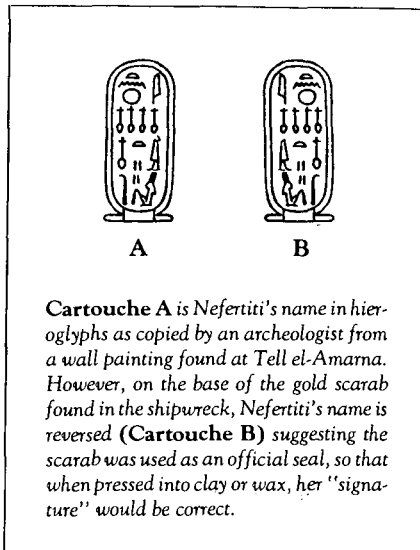 A B
Cartouche A is Nefertiti's name in hier-
oglyphs as copied by an archeologist from
a wall painting found at Tell el-Amarna.
However, on the base of the gold scarab
found in the shipwreck, Nefertiti's name is
reversed (Cartouche B) suggesting the
scarab was used as an official seal, so that
when pressed into clay or wax, her "signa-
ture" would be correct.